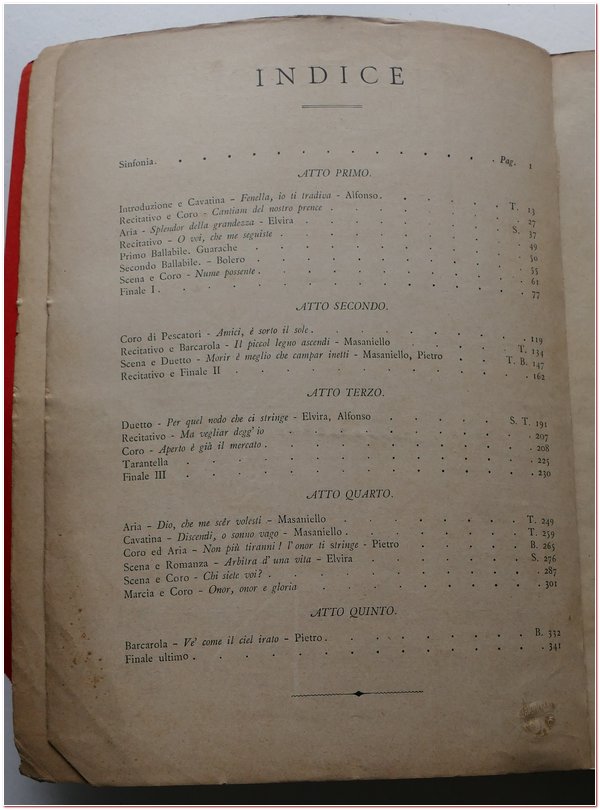 INDICE
Sinfonia. . . . . . . . . . . . . Pag. 1
ATTO PRIMO.
Introduzione e Cavatina - Fenella, io ti tradiva - Alfonso. . . . . . T. 13
Recitativo e Coro - Cantiam del nostro prence . . . . . . . 27
Aria - Splendor della grandezza - Elvira . . . . . . . S. 37
Recitativo - O voi, che me seguiste . . . . . . . . 49
Primo Ballabile. Guarache . . . . . . . . . 50
Secondo Ballabile. - Bolero . . . . . . . . . 55
Scena e Coro - Nume possente . . . . . . . . . 61
Finale I . . . . . . . . . . . . 77
ATTO SECONDO.
Coro di Pescatori - Amici, è sorto il sole . . . . . . . . 119
Recitativo e Barcarola - Il piccol legno ascendi - Masaniello . . . . T. 134
Scena e Duetto - Morir è meglio che campar inetti - Masaniello, Pietro . . T. B. 147
Recitativo e Finale II . . . . . . . . . . 162
ATTO TERZO.
Duetto - Per quel nodo che ci stringe - Elvira, Alfonso . . . . S. T. 191
Recitativo - Ma vegliar degg' io . . . . . . . . . 207
Coro - Aperto è già il mercato . . . . . . . . . 208
Tarantella . . . . . . . . . . . 225
Finale III . . . . . . . . . . . 230
ATTO QUARTO.
Aria - Dio, che me scêr volesti - Masaniello . . . . . . T. 249
Cavatina - Discendi, o sonno vago - Masaniello . . . . . . T. 259
Coro ed Aria - Non più tiranni! l'onor ti stringe - Pietro . . . . B. 265
Scena e Romanza - Arbitra d'una vita - Elvira . . . . . S. 276
Scena e Coro - Chi siete voi? . . . . . . . . . 287
Marcia e Coro - Onor, onor e gloria . . . . . . . . 301
ATTO QUINTO.
Barcarola - Ve' come il ciel irato - Pietro . . . . . . . B. 332
Finale ultimo . . . . . . . . . . . 341